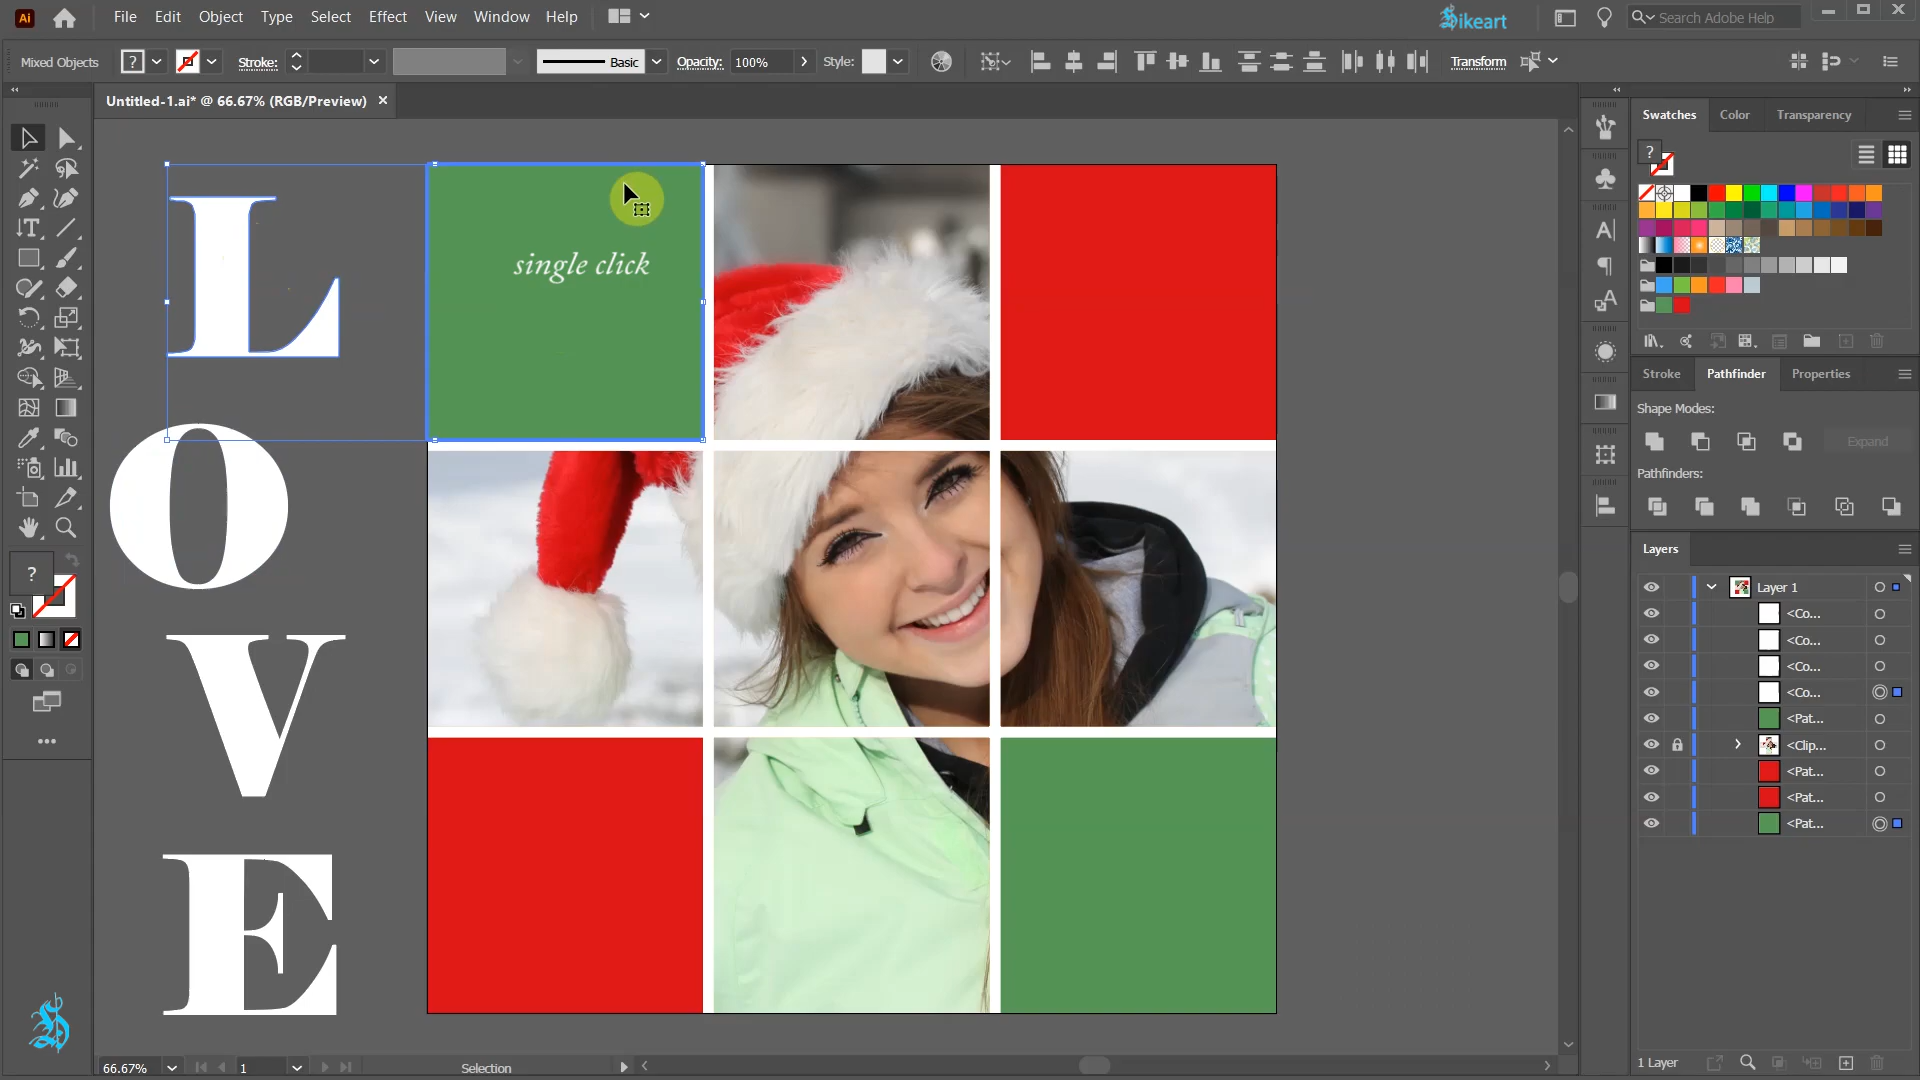 Ai File Edit Object Type Select Effect View Window Help
Dikeart
Search Adobe Help
Mixed Objects ? Stroke: Basic Opacity: 100% Style: Transform
Untitled-1.ai* @ 66.67% (RGB/Preview) ×
Swatches Color Transparency
?
single click
Stroke Pathfinder Properties
Shape Modes:
Expand
Pathfinders:
Layers
Layer 1
<Co...
<Co...
<Co...
<Co...
<Pat...
<Clip...
<Pat...
<Pat...
<Pat...
?
L
O
V
E
66.67% 1 Selection
1 Layer